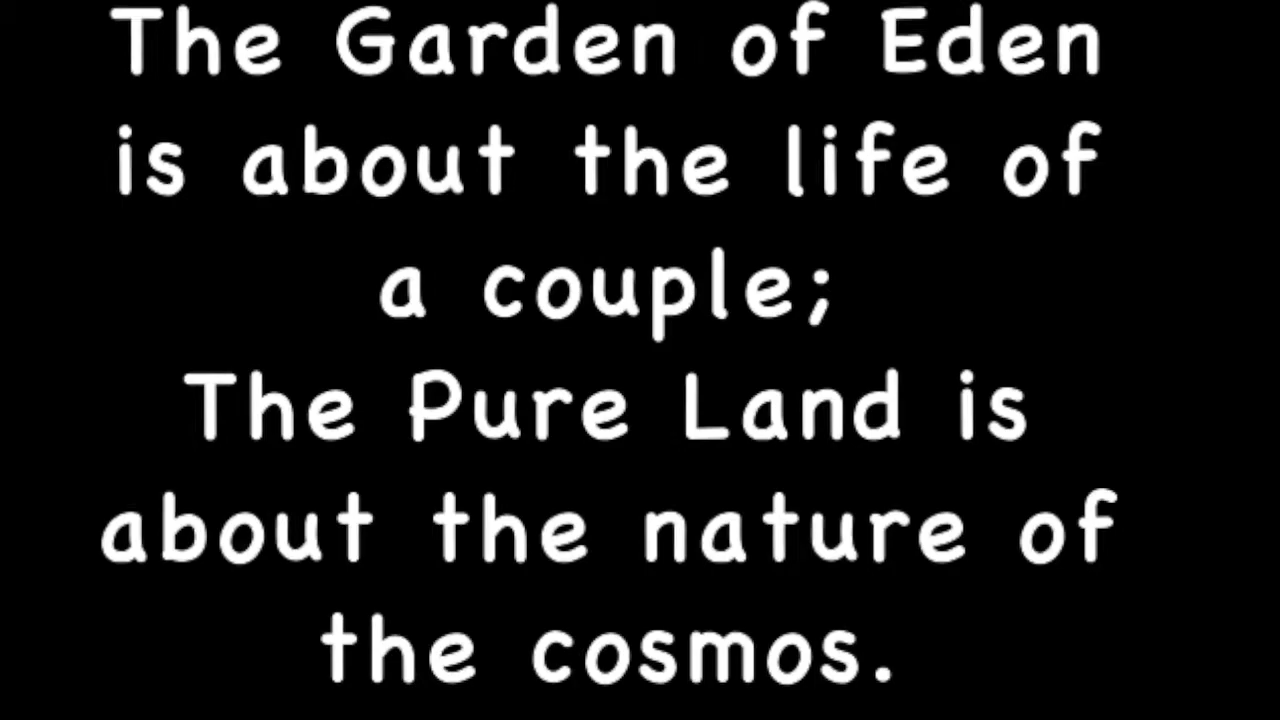 The Garden of Eden
is about the life of
a couple;
The Pure Land is
about the nature of
the cosmos.